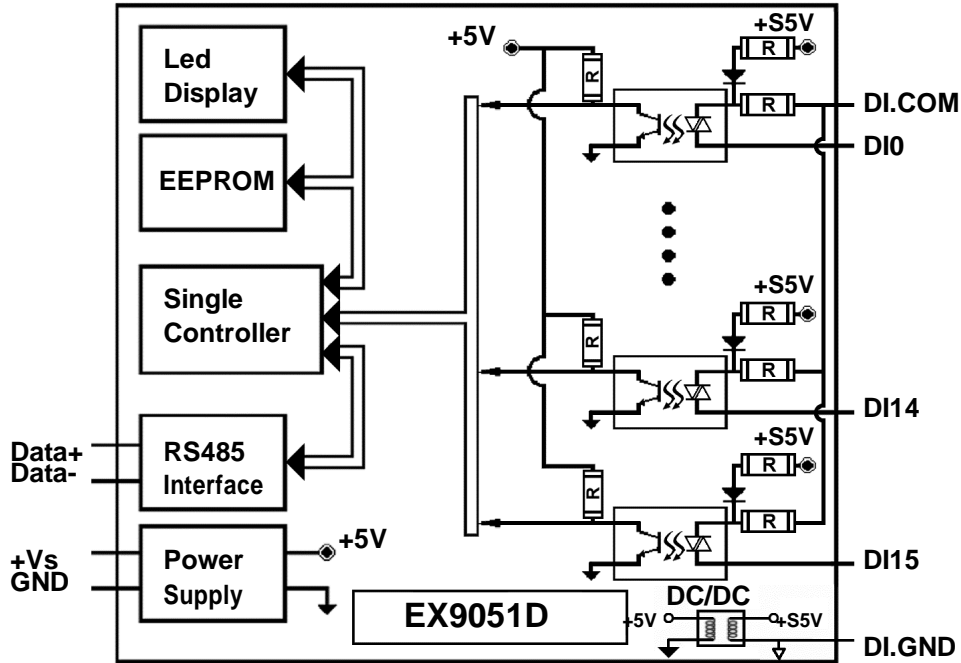 Led
Display
EEPROM
Single
Controller
Data+
Data-
RS485
Interface
+Vs
GND
Power
Supply
+5V
+5V
R
+S5V
R
R
DI.COM
DI0
R
+S5V
R
R
DI14
R
+S5V
R
R
DI15
EX9051D
DC/DC
+5V
+S5V
DI.GND